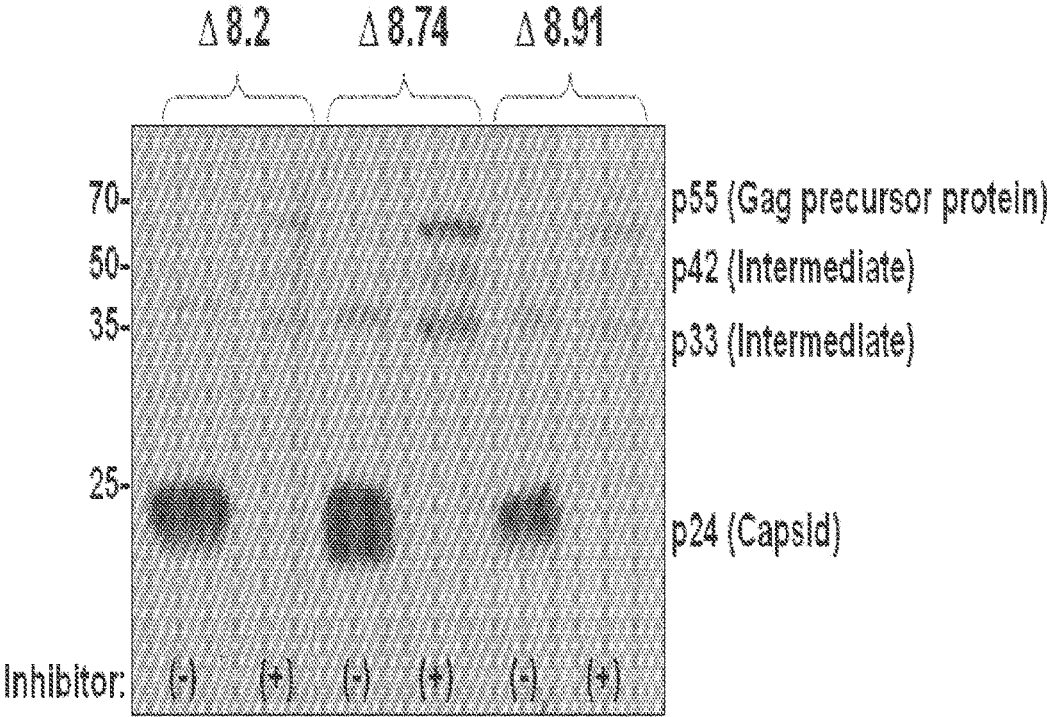 Δ 8.2 Δ 8.74 Δ 8.91
70- p55 (Gag precursor protein)
50- p42 (Intermediate)
35- p33 (Intermediate)
25- p24 (Capsid)
Inhibitor: (-) (+) (-) (+) (-) (+)